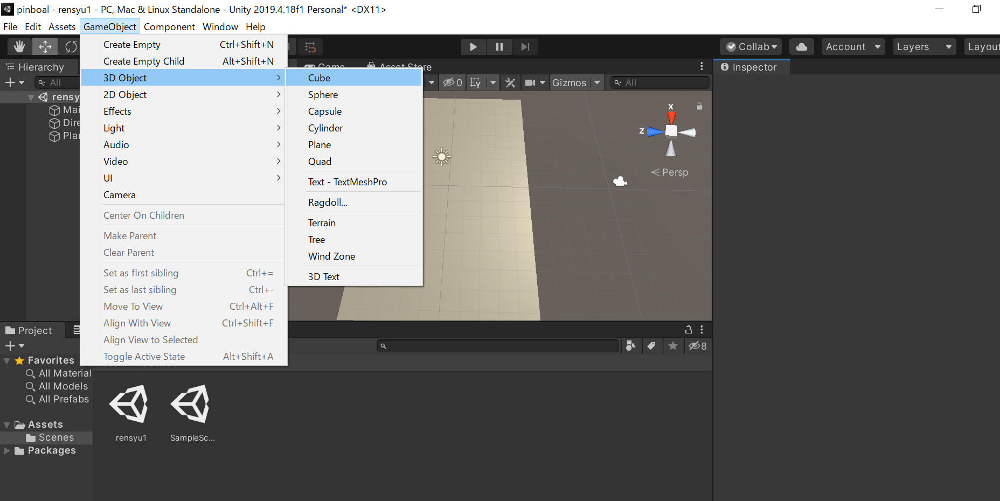 pinboal - rensyu1 - PC, Mac & Linux Standalone - Unity 2019.4.18f1 Personal* <DX11>
File Edit Assets GameObject Component Window Help
Collab Account Layers Layout
Create Empty Ctrl+Shift+N
Create Empty Child Alt+Shift+N
3D Object
2D Object
Effects
Light
Audio
Video
UI
Camera
Center On Children
Make Parent
Clear Parent
Set as first sibling Ctrl+=
Set as last sibling Ctrl+-
Move To View Ctrl+Alt+F
Align With View Ctrl+Shift+F
Align View to Selected
Toggle Active State Alt+Shift+A
Cube
Sphere
Capsule
Cylinder
Plane
Quad
Text - TextMeshPro
Ragdoll...
Terrain
Tree
Wind Zone
3D Text
Hierarchy
All
rensy
Mai
Dire
Plan
Game Asset Store
0 Gizmos All
x
z
Persp
Inspector
Project
8
Favorites
All Material
All Models
All Prefabs
Assets
Scenes
Packages
rensyu1
SampleSc...